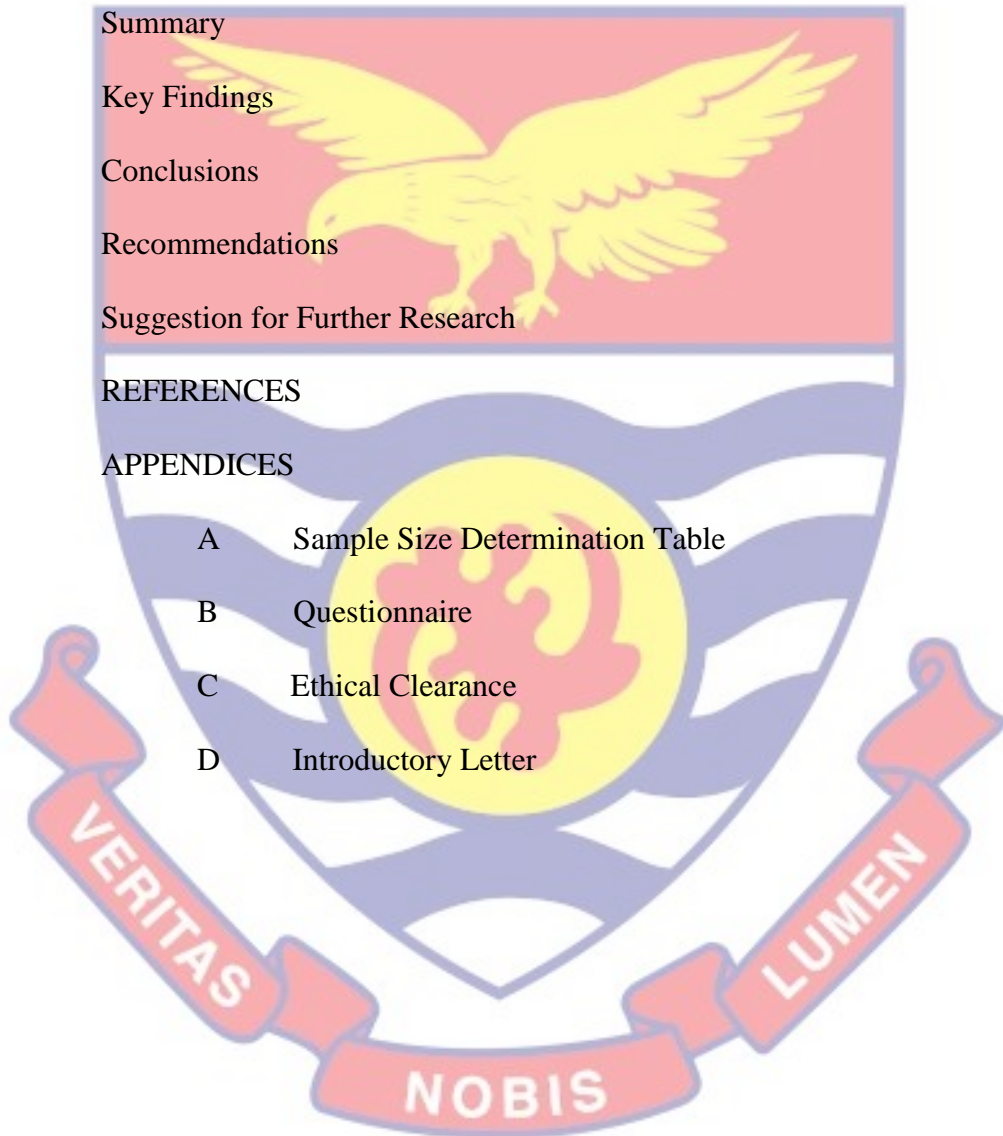 Summary
Key Findings
Conclusions
Recommendations
Suggestion for Further Research
REFERENCES
APPENDICES
A Sample Size Determination Table
B Questionnaire
C Ethical Clearance
D Introductory Letter
VERITAS
NOBIS
LUMEN